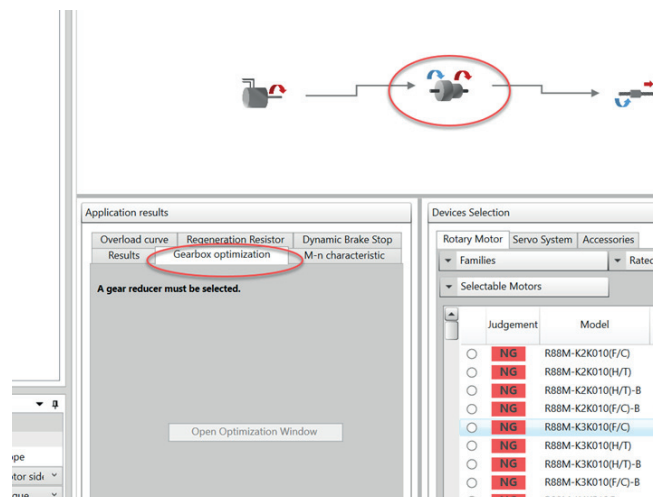 Application results
Overload curve Regeneration Resistor Dynamic Brake Stop
Results Gearbox optimization M-n characteristic
A gear reducer must be selected.
Open Optimization Window
Devices Selection
Rotary Motor Servo System Accessories
Families Rated
Selectable Motors
Judgement Model
NG R88M-K2K010(F/C)
NG R88M-K2K010(H/T)
NG R88M-K2K010(H/T)-B
NG R88M-K2K010(F/C)-B
NG R88M-K3K010(F/C)
NG R88M-K3K010(H/T)
NG R88M-K3K010(H/T)-B
NG R88M-K3K010(F/C)-B